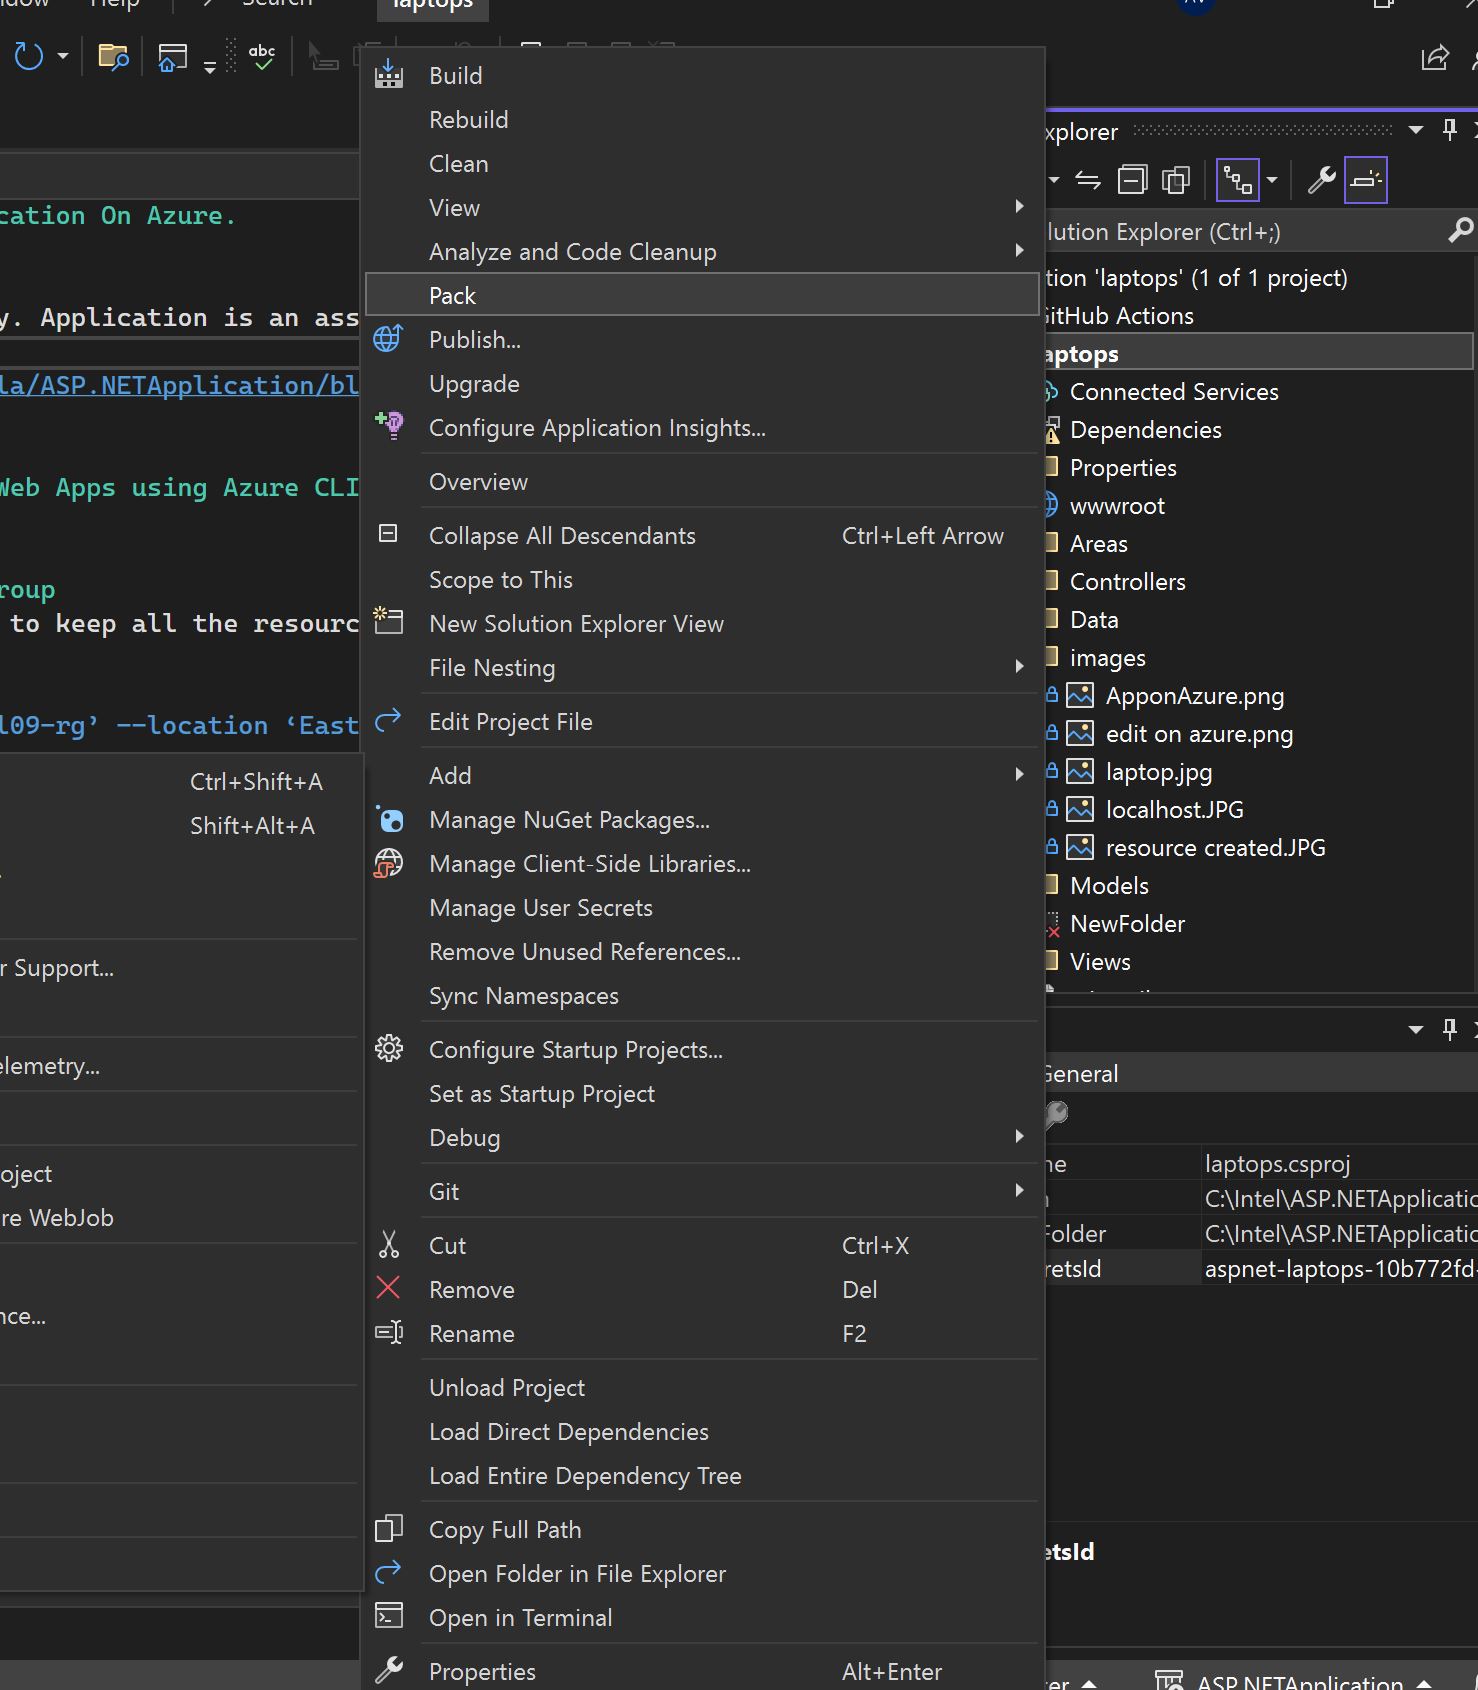 Help
Search
laptops
abc
cation On Azure.
y. Application is an ass
la/ASP.NETApplication/bl
Web Apps using Azure CLI
roup
to keep all the resourc
l09-rg’ --location ‘East
Ctrl+Shift+A
Shift+Alt+A
r Support...
elemetry...
oject
re WebJob
nce...
Build
Rebuild
Clean
View
Analyze and Code Cleanup
Pack
Publish...
Upgrade
Configure Application Insights...
Overview
Collapse All Descendants Ctrl+Left Arrow
Scope to This
New Solution Explorer View
File Nesting
Edit Project File
Add
Manage NuGet Packages...
Manage Client-Side Libraries...
Manage User Secrets
Remove Unused References...
Sync Namespaces
Configure Startup Projects...
Set as Startup Project
Debug
Git
Cut Ctrl+X
Remove Del
Rename F2
Unload Project
Load Direct Dependencies
Load Entire Dependency Tree
Copy Full Path
Open Folder in File Explorer
Open in Terminal
Properties Alt+Enter
xplorer
lution Explorer (Ctrl+;)
tion 'laptops' (1 of 1 project)
GitHub Actions
aptops
Connected Services
Dependencies
Properties
wwwroot
Areas
Controllers
Data
images
ApponAzure.png
edit on azure.png
laptop.jpg
localhost.JPG
resource created.JPG
Models
NewFolder
Views
General
ne laptops.csproj
C:\Intel\ASP.NETApplicatio
Folder C:\Intel\ASP.NETApplicatio
retsId aspnet-laptops-10b772fd-
etsId
er
ASP.NETApplication